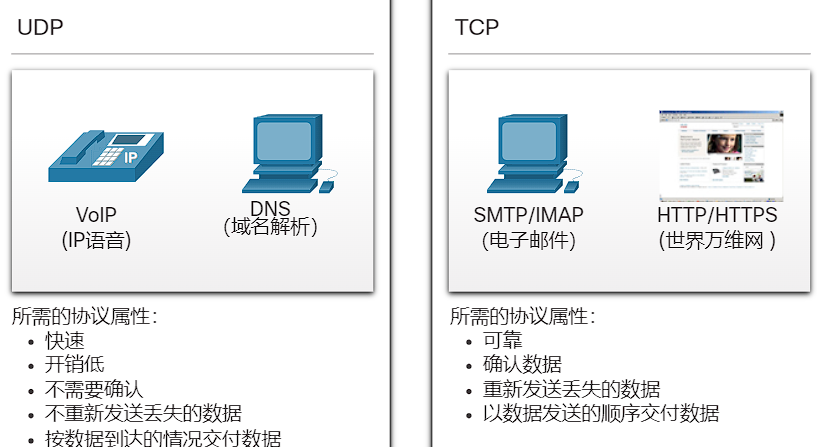 UDP
IP
VoIP
(IP语音)
DNS
(域名解析)
所需的协议属性：
• 快速
• 开销低
• 不需要确认
• 不重新发送丢失的数据
• 按数据到达的情况交付数据
TCP
SMTP/IMAP
(电子邮件)
HTTP/HTTPS
(世界万维网 )
所需的协议属性：
• 可靠
• 确认数据
• 重新发送丢失的数据
• 以数据发送的顺序交付数据